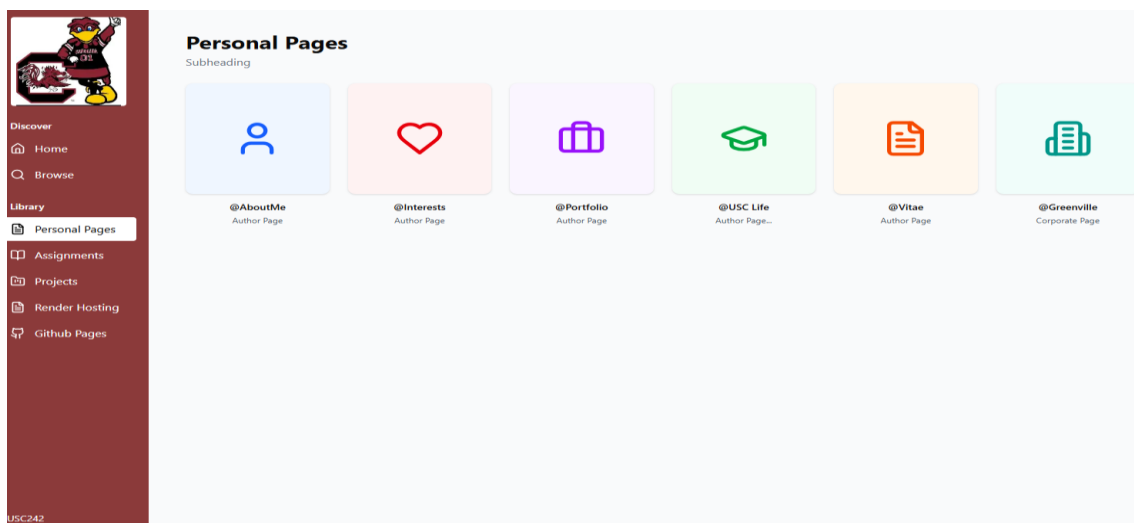 Discover
Home
Browse
Library
Personal Pages
Assignments
Projects
Render Hosting
Github Pages
USC242
Personal Pages
Subheading
@AboutMe
Author Page
@Interests
Author Page
@Portfolio
Author Page
@USC Life
Author Page...
@Vitae
Author Page
@Greenville
Corporate Page